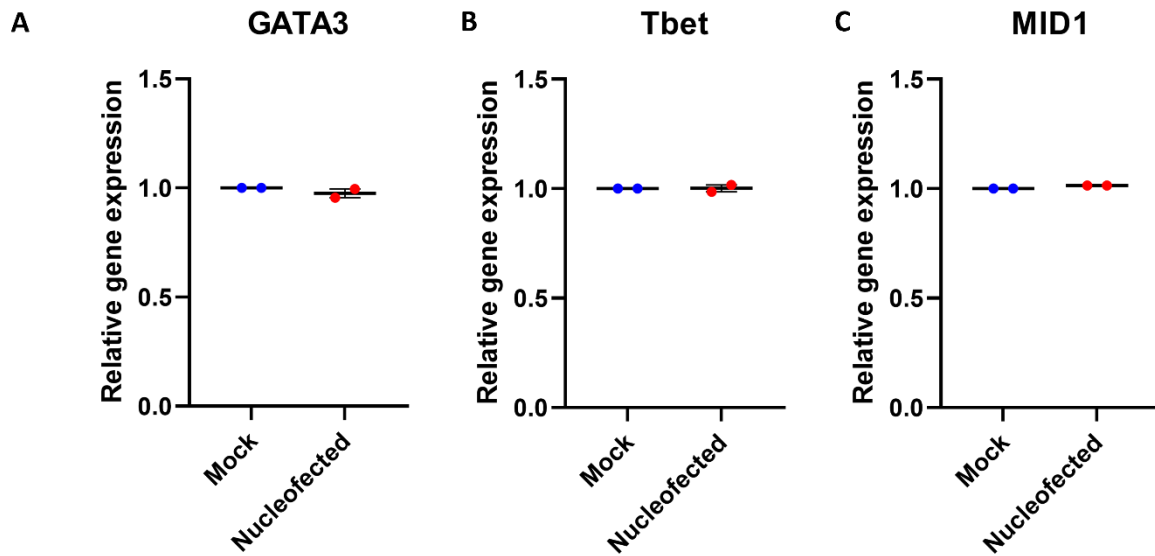 A
GATA3
Relative gene expression
1.5
1.0
0.5
0.0
Mock
Nucleofected
B
Tbet
Relative gene expression
1.5
1.0
0.5
0.0
Mock
Nucleofected
C
MID1
Relative gene expression
1.5
1.0
0.5
0.0
Mock
Nucleofected